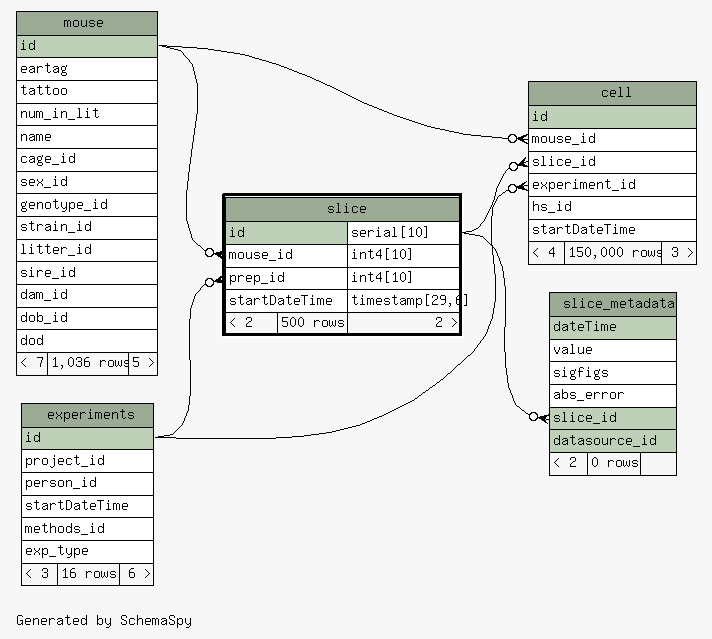 mouse
id
eartag
tattoo
num_in_lit
name
cage_id
sex_id
genotype_id
strain_id
litter_id
sire_id
dam_id
dob_id
dod
< 7 1,036 rows 5 >
experiments
id
project_id
person_id
startDateTime
methods_id
exp_type
< 3 16 rows 6 >
slice
id serial[10]
mouse_id int4[10]
prep_id int4[10]
startDateTime timestamp[29,6]
< 2 500 rows 2 >
cell
id
mouse_id
slice_id
experiment_id
hs_id
startDateTime
< 4 150,000 rows 3 >
slice_metadata
dateTime
value
sigfigs
abs_error
slice_id
datasource_id
< 2 0 rows
Generated by SchemaSpy